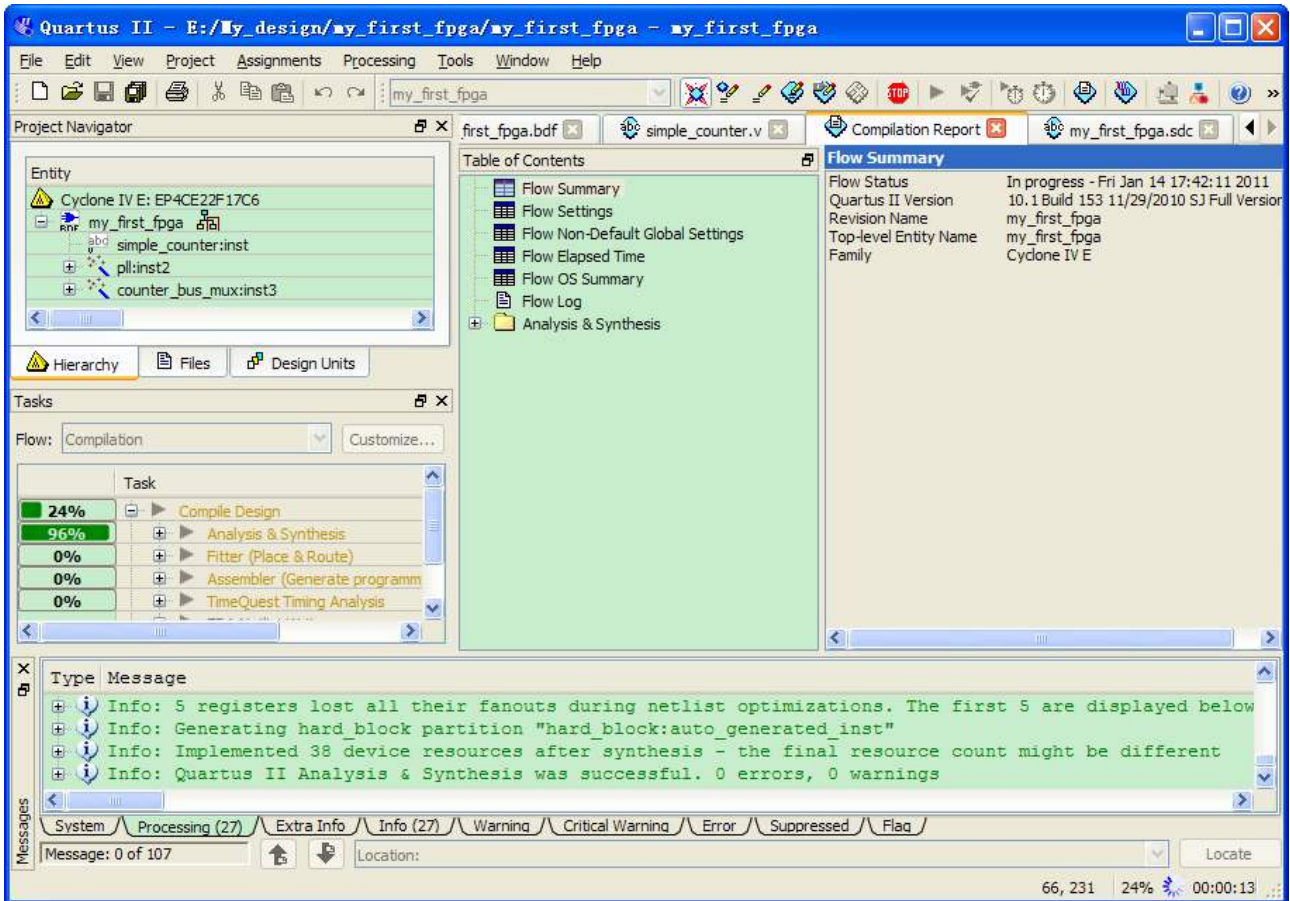 Quartus II - E:/My_design/my_first_fpga/my_first_fpga - my_first_fpga
File Edit View Project Assignments Processing Tools Window Help
my_first_fpga STOP
Project Navigator
Entity
Cyclone IV E: EP4CE22F17C6
BDF my_first_fpga
abc simple_counter:inst
pll:inst2
counter_bus_mux:inst3
Hierarchy Files Design Units
Tasks
Flow: Compilation Customize...
Task
24% Compile Design
96% Analysis & Synthesis
0% Fitter (Place & Route)
0% Assembler (Generate programm
0% TimeQuest Timing Analysis
first_fpga.bdf abc simple_counter.v Compilation Report abc my_first_fpga.sdc
Table of Contents
Flow Summary
Flow Settings
Flow Non-Default Global Settings
Flow Elapsed Time
Flow OS Summary
Flow Log
Analysis & Synthesis
Flow Summary
Flow Status In progress - Fri Jan 14 17:42:11 2011
Quartus II Version 10.1 Build 153 11/29/2010 SJ Full Version
Revision Name my_first_fpga
Top-level Entity Name my_first_fpga
Family Cyclone IV E
Type Message
Info: 5 registers lost all their fanouts during netlist optimizations. The first 5 are displayed below
Info: Generating hard_block partition "hard_block:auto_generated_inst"
Info: Implemented 38 device resources after synthesis - the final resource count might be different
Info: Quartus II Analysis & Synthesis was successful. 0 errors, 0 warnings
System Processing (27) Extra Info Info (27) Warning Critical Warning Error Suppressed Flag
Messages
Message: 0 of 107 Location: Locate
66, 231 24% 00:00:13